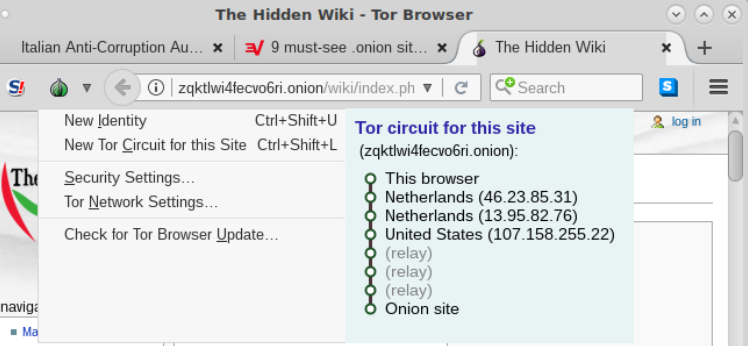 The Hidden Wiki - Tor Browser
Italian Anti-Corruption Au... × 9 must-see .onion sit... × The Hidden Wiki × +
S! zqktlwi4fecvo6ri.onion/wiki/index.ph Search S
New Identity Ctrl+Shift+U
New Tor Circuit for this Site Ctrl+Shift+L
Security Settings...
Tor Network Settings...
Check for Tor Browser Update...
Tor circuit for this site
(zqktlwi4fecvo6ri.onion):
This browser
Netherlands (46.23.85.31)
Netherlands (13.95.82.76)
United States (107.158.255.22)
(relay)
(relay)
(relay)
Onion site
log in
The
naviga
Ma